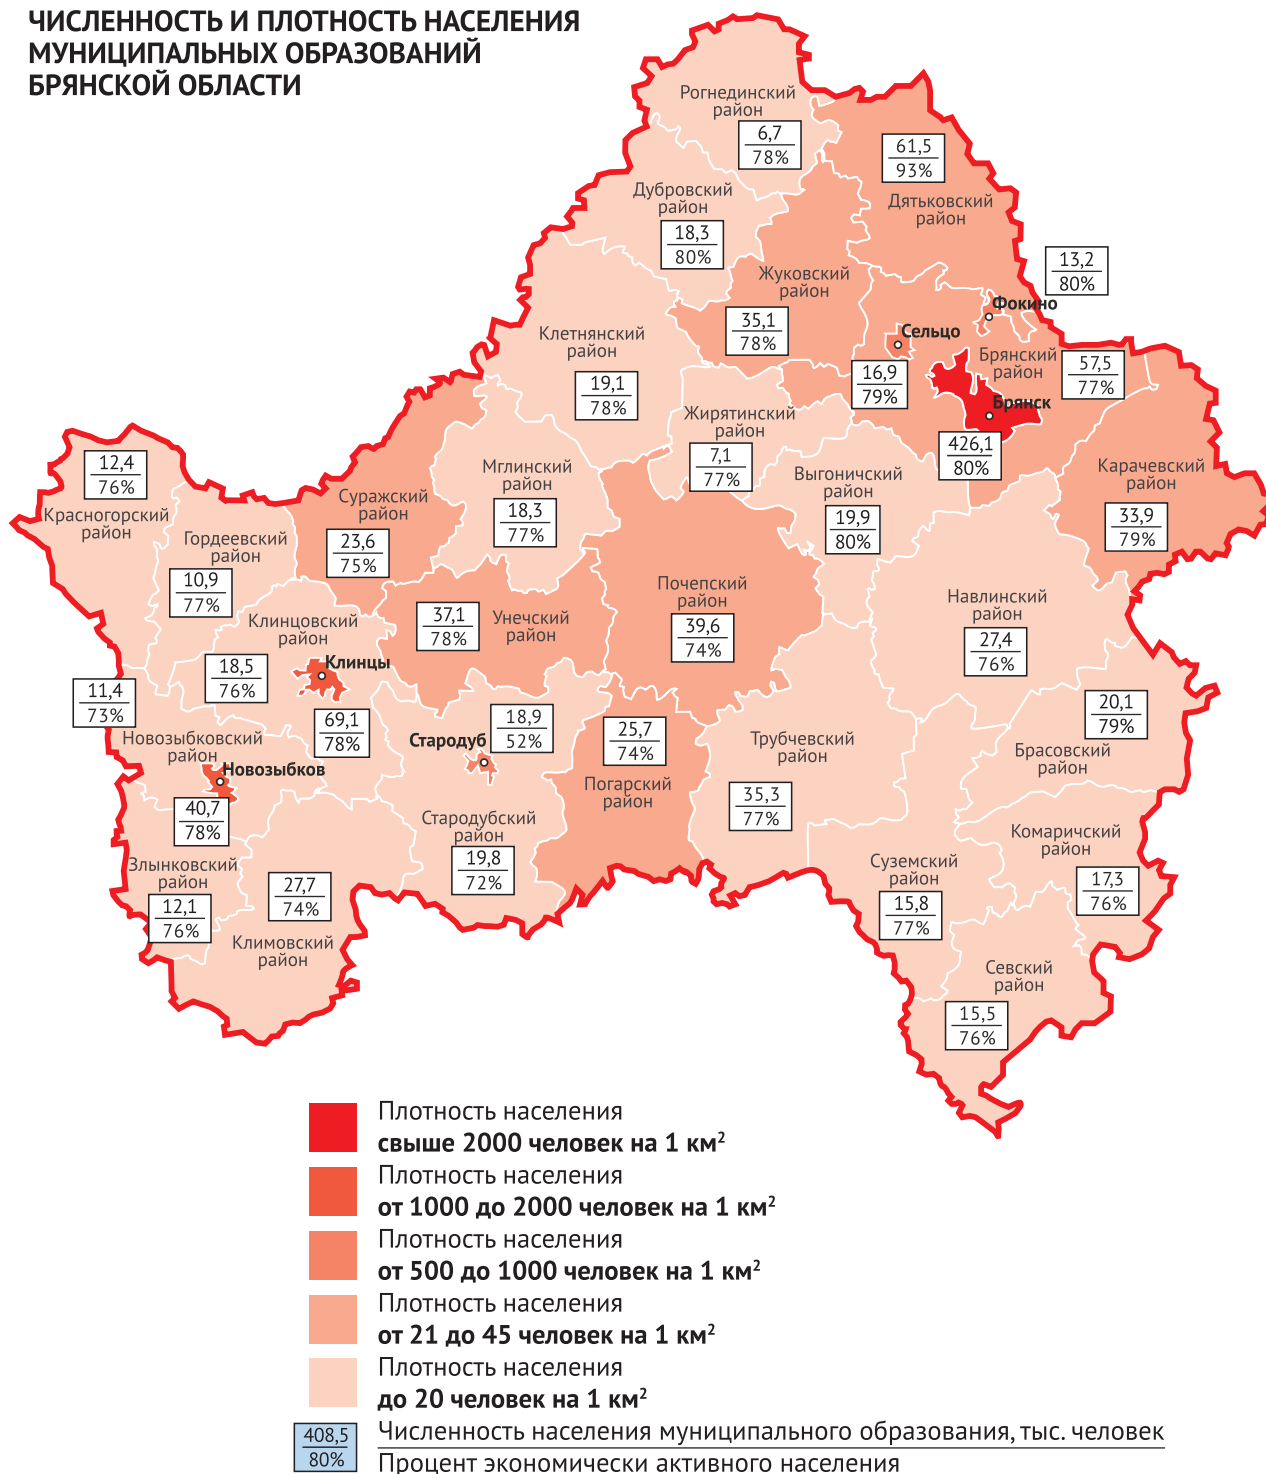 ЧИСЛЕННОСТЬ И ПЛОТНОСТЬ НАСЕЛЕНИЯ
МУНИЦИПАЛЬНЫХ ОБРАЗОВАНИЙ
БРЯНСКОЙ ОБЛАСТИ
Рогнединский
район
6,7
78%
61,5
93%
Дятьковский
район
Дубровский
район
18,3
80%
13,2
80%
Фокино
Жуковский
район
35,1
78%
Сельцо
16,9
79%
Брянский
район
57,5
77%
Брянск
426,1
80%
Клетнянский
район
19,1
78%
Жирятинский
район
7,1
77%
Выгоничский
район
19,9
80%
Карачевский
район
33,9
79%
12,4
76%
Красногорский
район
Гордеевский
район
10,9
77%
Суражский
район
23,6
75%
Мглинский
район
18,3
77%
Клинцовский
район
18,5
76%
Клинцы
69,1
78%
37,1
78%
Унечский
район
Почепский
район
39,6
74%
Навлинский
район
27,4
76%
11,4
73%
Новозыбковский
район
Новозыбков
40,7
78%
Стародуб
18,9
52%
25,7
74%
Погарский
район
Трубчевский
район
35,3
77%
20,1
79%
Брасовский
район
Стародубский
район
19,8
72%
Злынковский
район
12,1
76%
27,7
74%
Климовский
район
Комаричский
район
17,3
76%
Суземский
район
15,8
77%
Севский
район
15,5
76%
Плотность населения
свыше 2000 человек на 1 км²
Плотность населения
от 1000 до 2000 человек на 1 км²
Плотность населения
от 500 до 1000 человек на 1 км²
Плотность населения
от 21 до 45 человек на 1 км²
Плотность населения
до 20 человек на 1 км²
408,5
80%
Численность населения муниципального образования, тыс. человек
Процент экономически активного населения